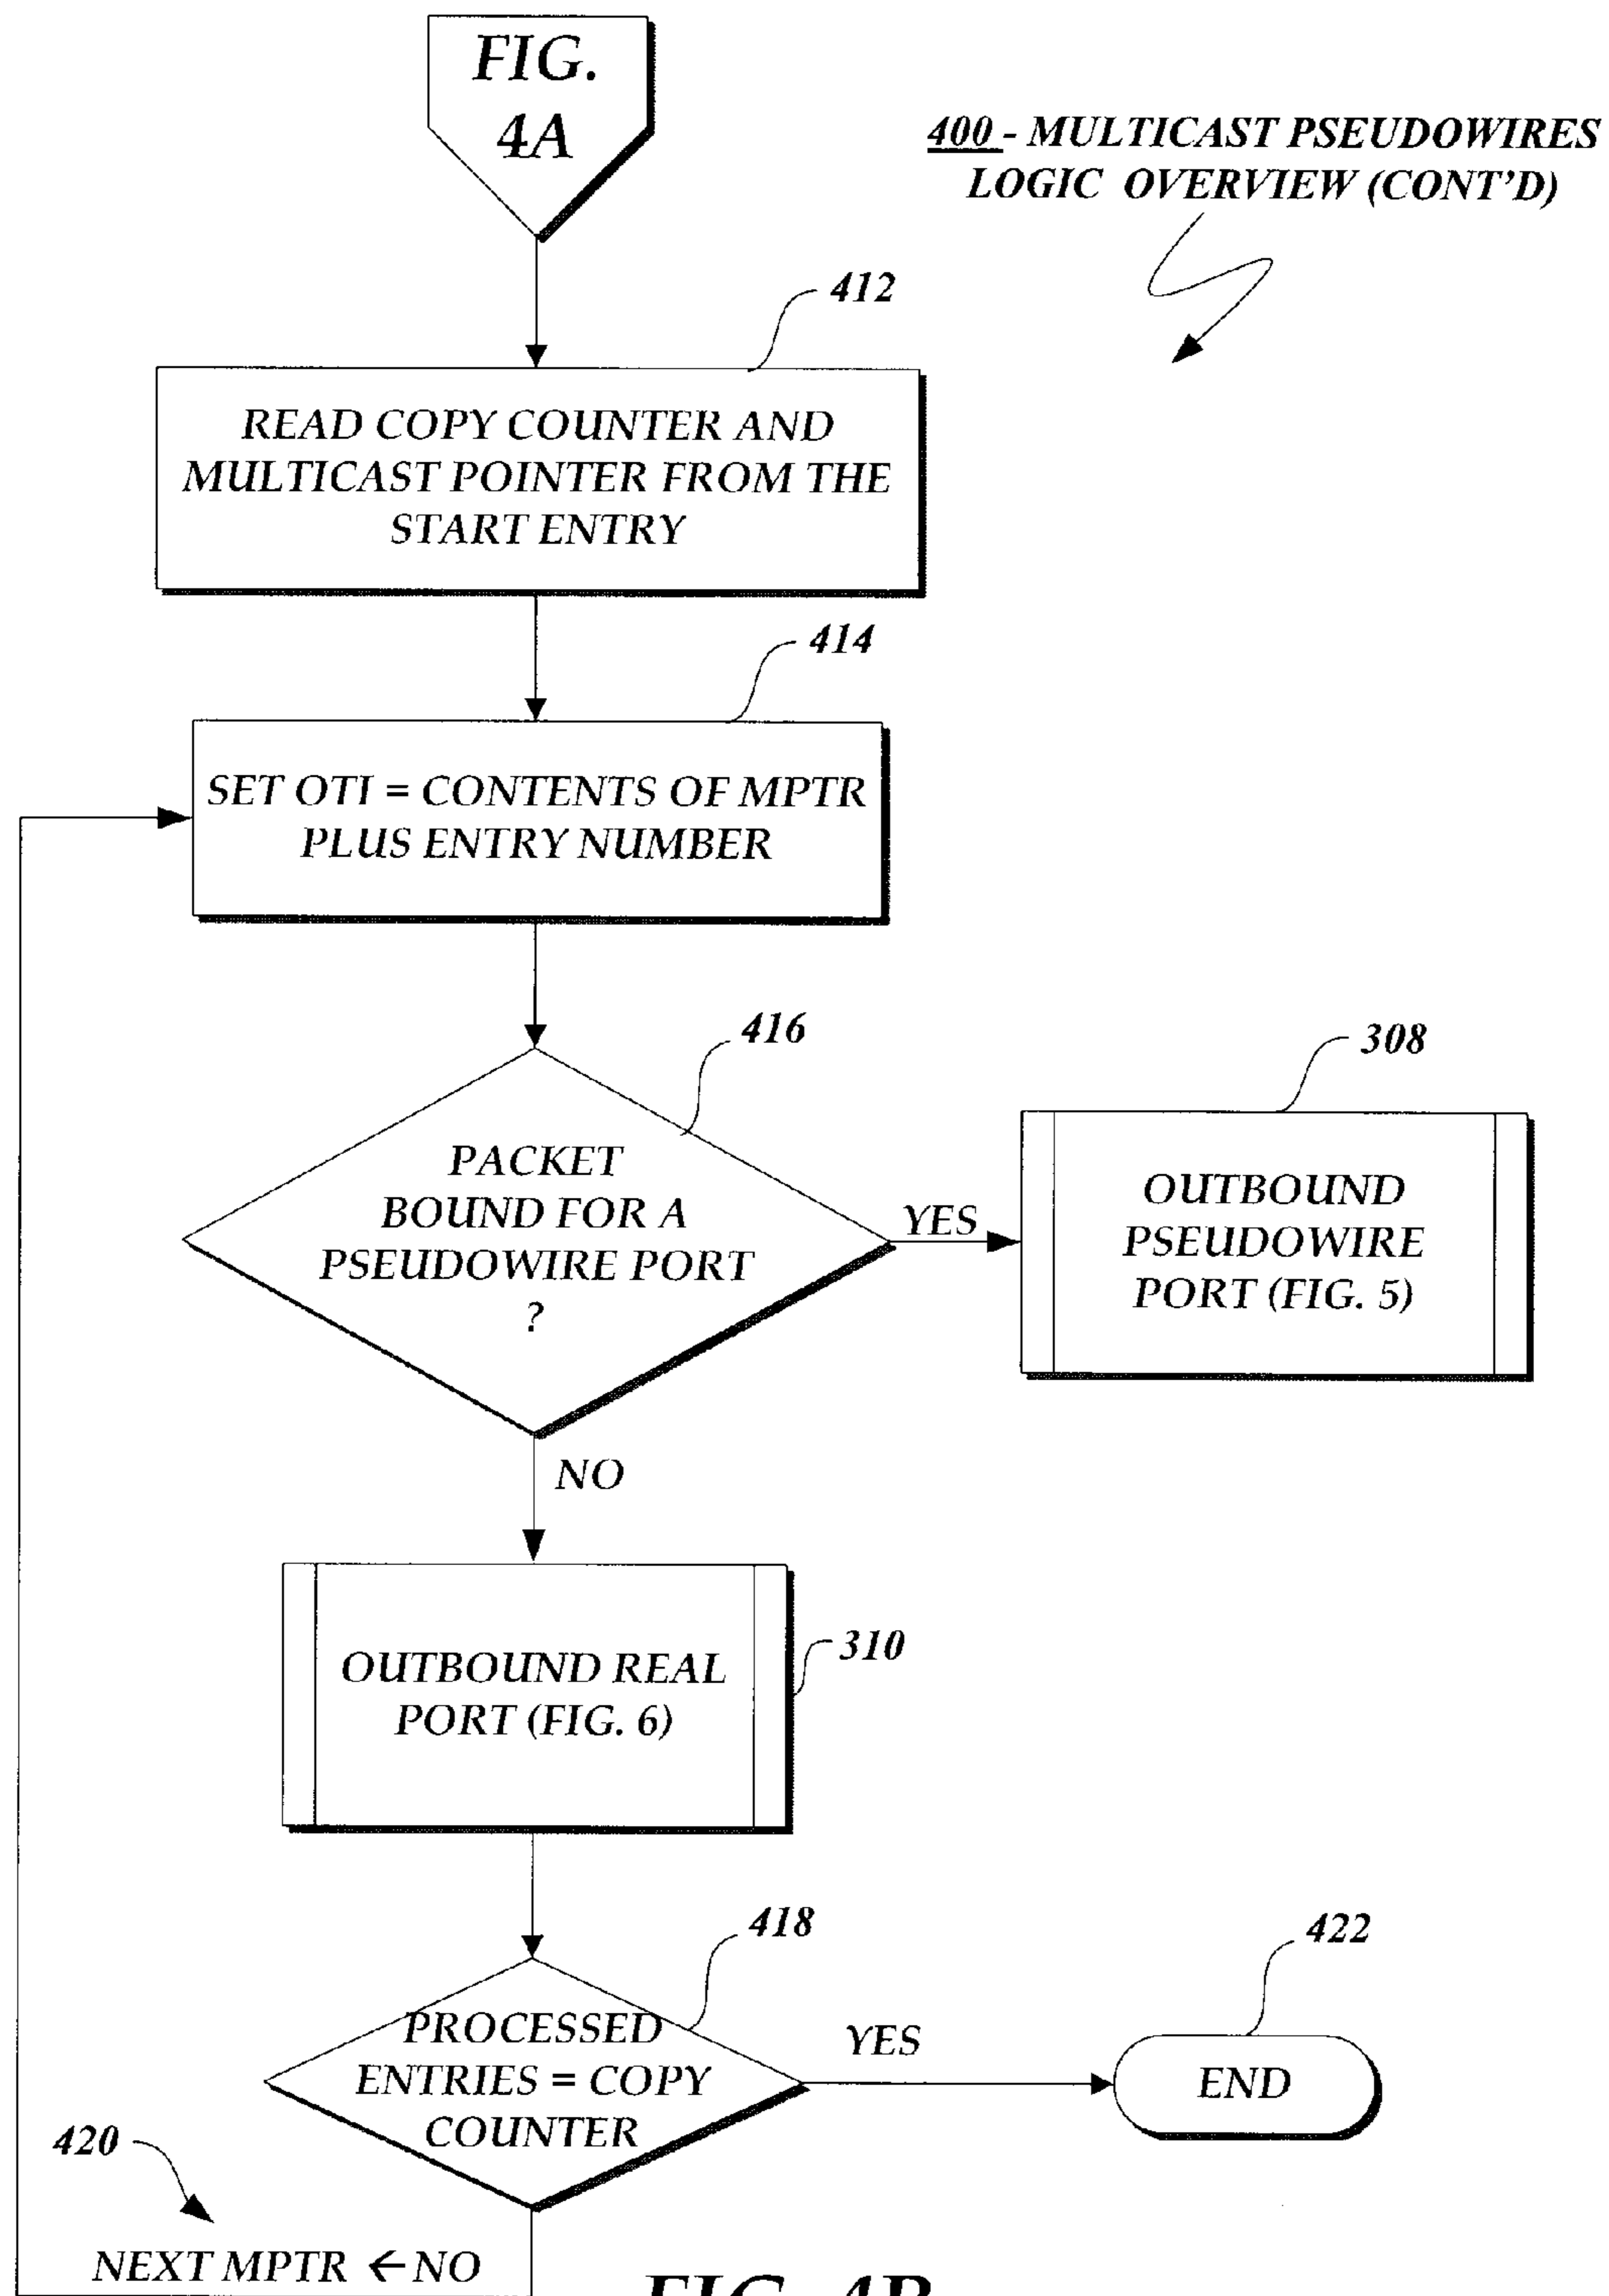 FIG.
4A
400 - MULTICAST PSEUDOWIRES
LOGIC OVERVIEW (CONT'D)
412
READ COPY COUNTER AND
MULTICAST POINTER FROM THE
START ENTRY
414
SET OTI = CONTENTS OF MPTR
PLUS ENTRY NUMBER
416
PACKET
BOUND FOR A
PSEUDOWIRE PORT
?
YES
308
OUTBOUND
PSEUDOWIRE
PORT (FIG. 5)
NO
310
OUTBOUND REAL
PORT (FIG. 6)
418
PROCESSED
ENTRIES = COPY
COUNTER
YES
422
END
420
NEXT MPTR ← NO
FIG. 4B